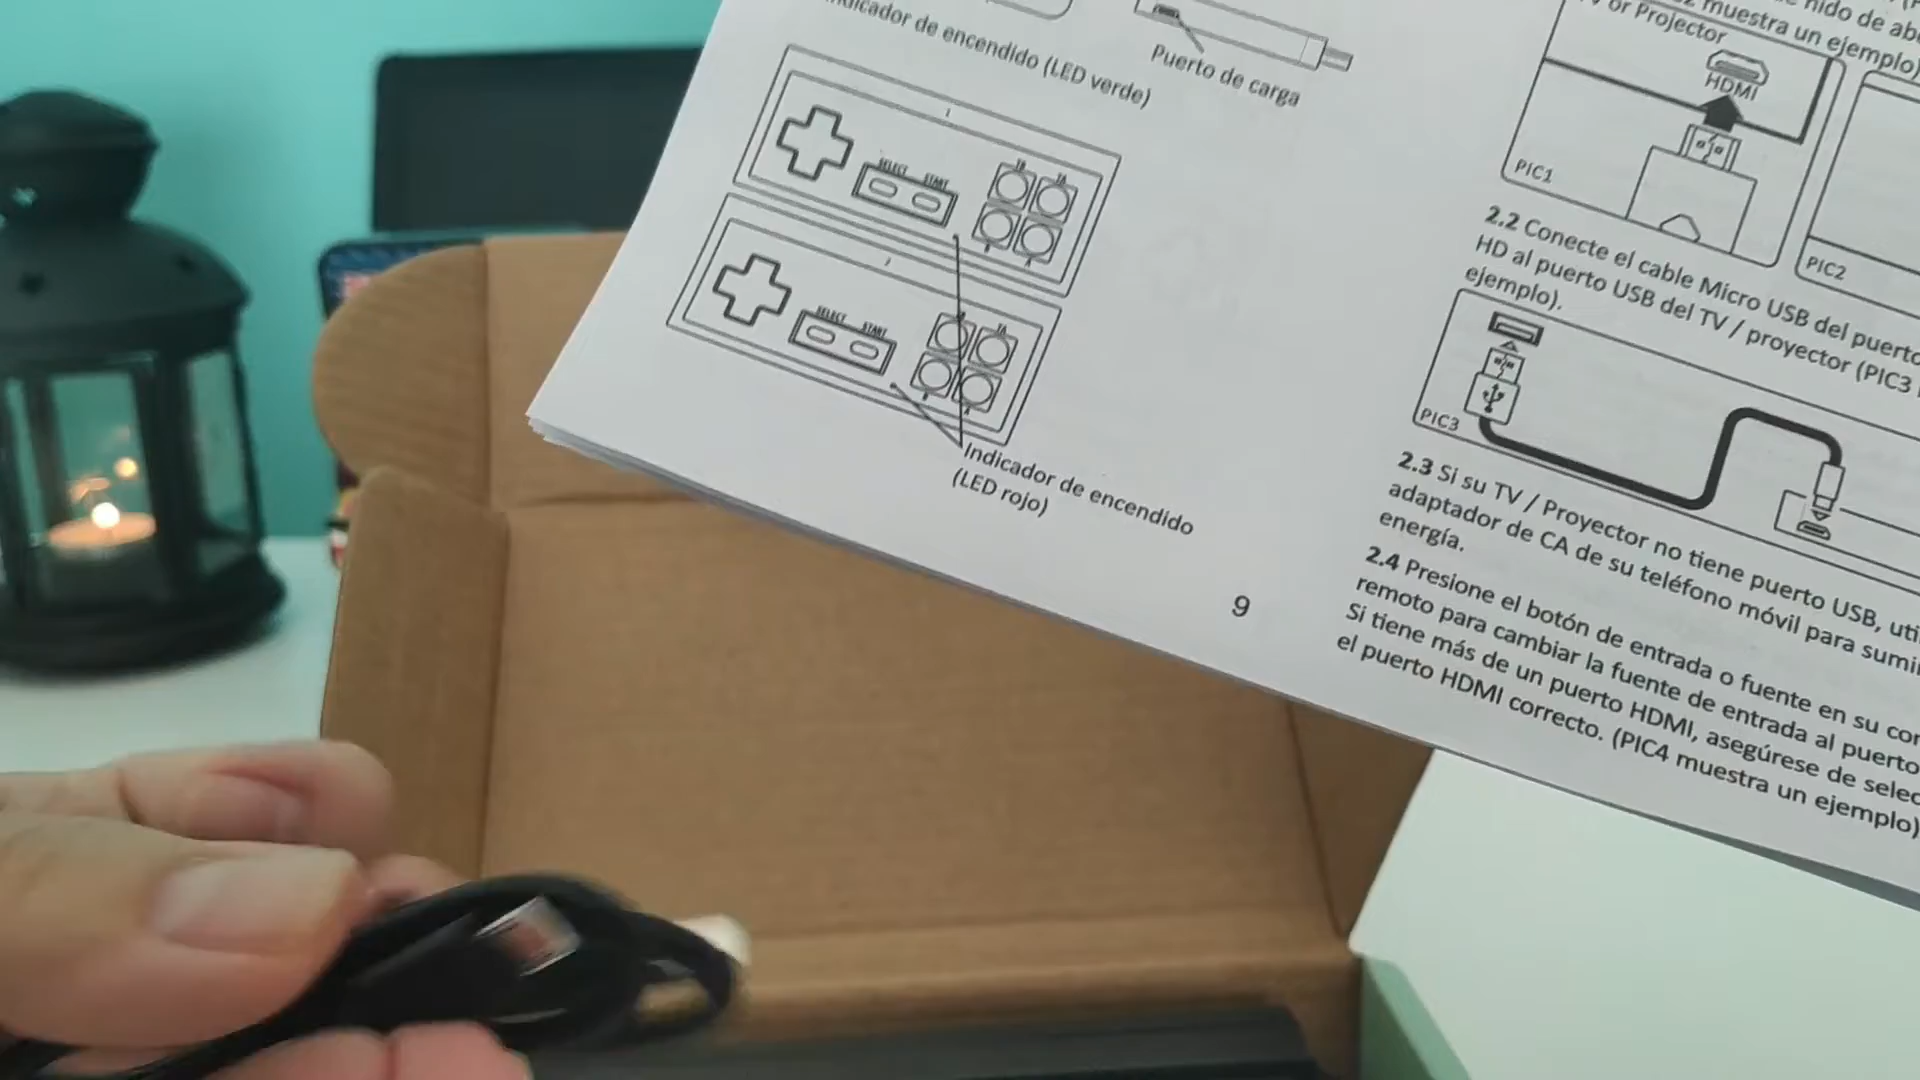 Indicador de encendido (LED verde)
Puerto de carga
SELECT START
SELECT START
Indicador de encendido
(LED rojo)
9
muestra un ejemplo)
or Projector
HDMI
PIC1
PIC2
2.2 Conecte el cable Micro USB del puerto
HD al puerto USB del TV / proyector (PIC3
ejemplo).
PIC3
2.3 Si su TV / Proyector no tiene puerto USB,
adaptador de CA de su teléfono móvil para
energía.
2.4 Presione el botón de entrada o fuente en su
remoto para cambiar la fuente de entrada al puerto
Si tiene más de un puerto HDMI, asegúrese de
el puerto HDMI correcto. (PIC4 muestra un ejemplo)